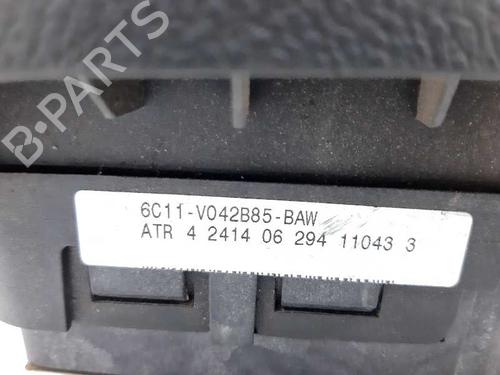 B-PARTS
6C11-V042B85-BAW
ATR 4 2414 06 294 11043 3